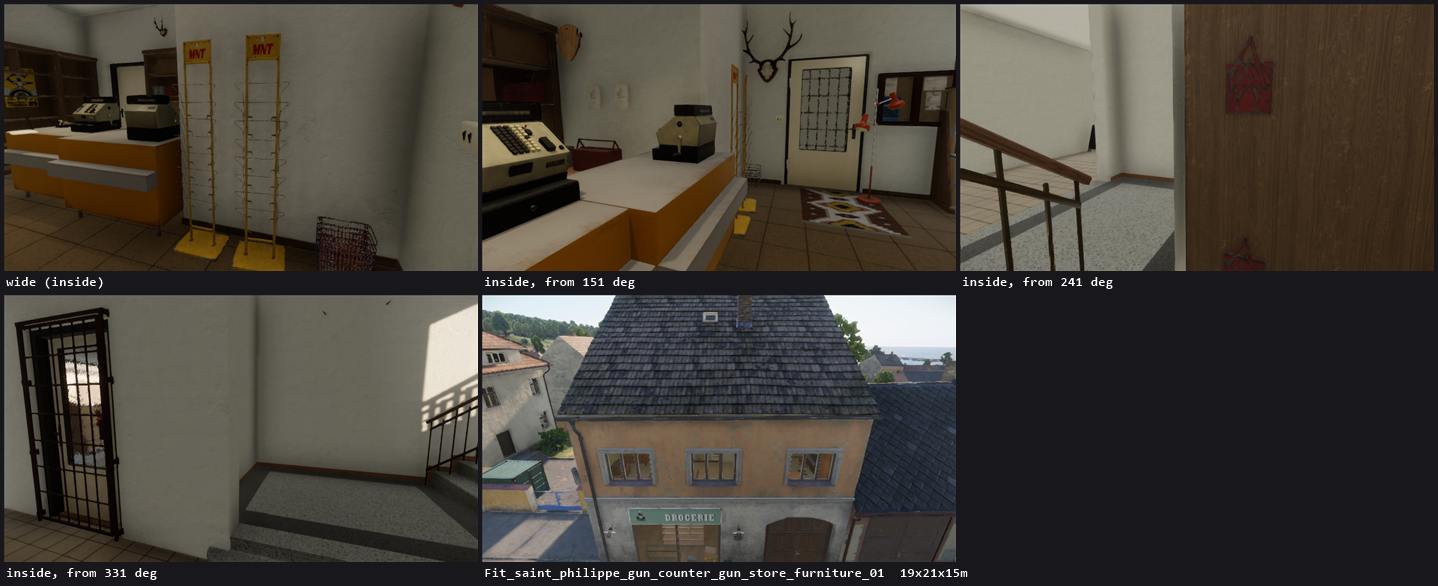 MNT
MNT
wide (inside)
inside, from 151 deg
inside, from 241 deg
inside, from 331 deg
DROGERIE
Fit_saint_philippe_gun_counter_gun_store_furniture_01 19x21x15m